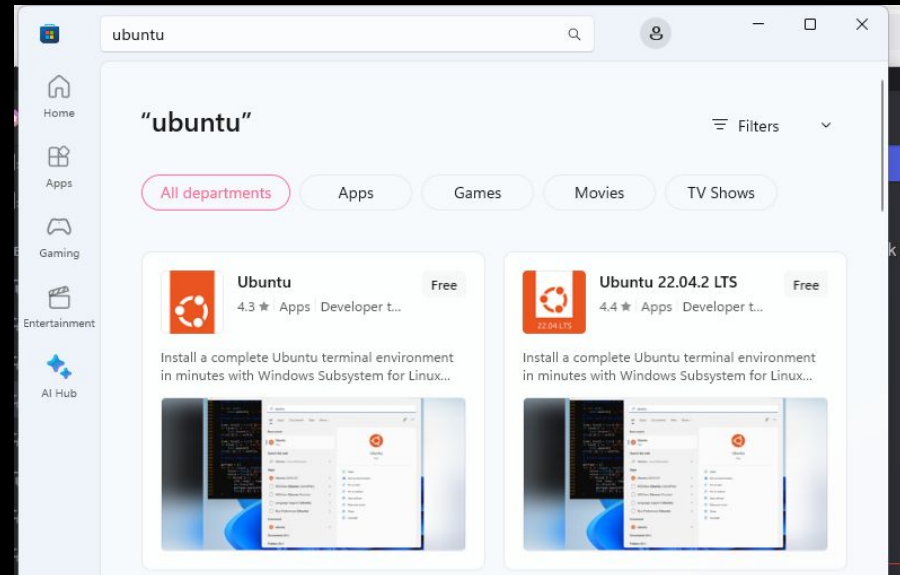 ubuntu
Home
Apps
Gaming
Entertainment
AI Hub
“ubuntu”
Filters
All departments
Apps
Games
Movies
TV Shows
Ubuntu
Free
4.3 ★ Apps Developer t...
Install a complete Ubuntu terminal environment
in minutes with Windows Subsystem for Linux...
Ubuntu 22.04.2 LTS
Free
4.4 ★ Apps Developer t...
22.04 LTS
Install a complete Ubuntu terminal environment
in minutes with Windows Subsystem for Linux...